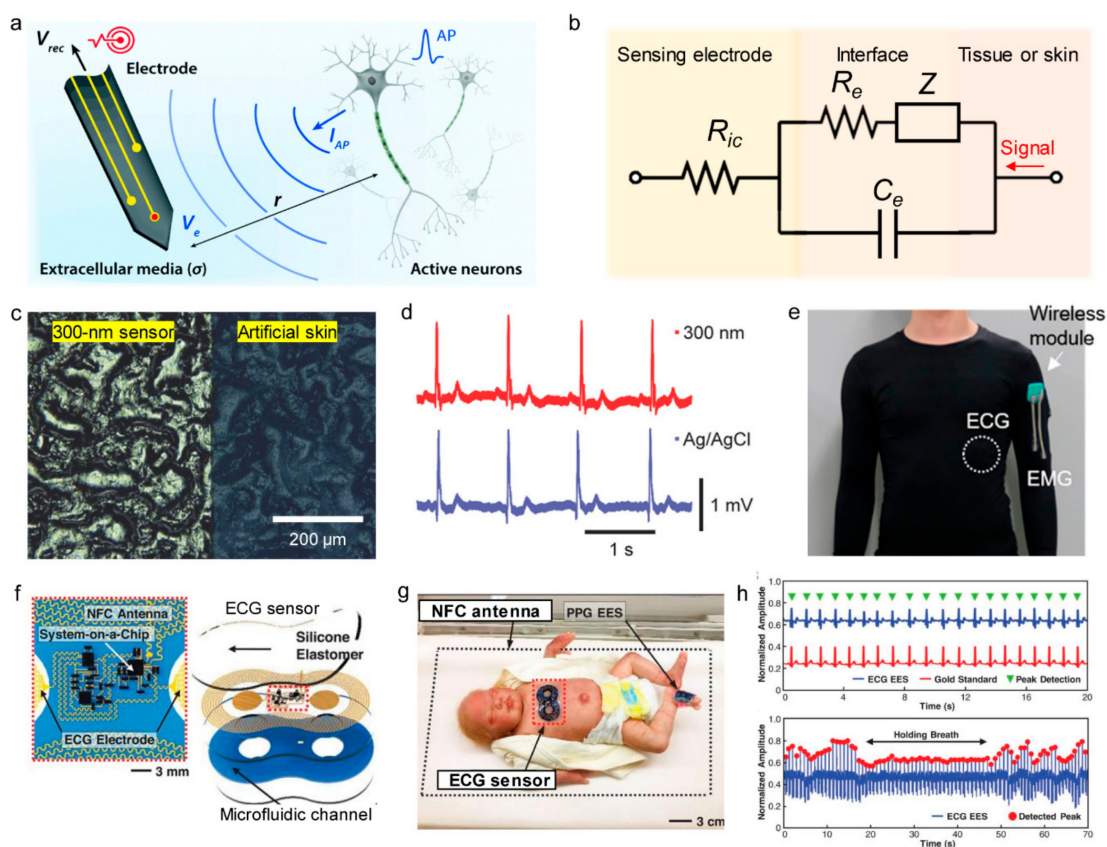 a
V_rec
Electrode
AP
I_AP
r
V_e
Extracellular media (σ)
Active neurons
b
Sensing electrode
Interface
Tissue or skin
R_e
Z
R_ic
Signal
C_e
c
300-nm sensor
Artificial skin
200 μm
d
300 nm
Ag/AgCl
1 mV
1 s
e
Wireless
module
ECG
EMG
f
NFC Antenna
System-on-a-Chip
ECG Electrode
3 mm
ECG sensor
Silicone
Elastomer
Microfluidic channel
g
NFC antenna
PPG EES
ECG sensor
3 cm
h
Normalized Amplitude
1.0
0.8
0.6
0.4
0.2
0 4 8 12 16 20
ECG EES Gold Standard Peak Detection
Time (s)
Normalized Amplitude
1.0
0.8
0.6
0.4
0.2
0
Holding Breath
0 10 20 30 40 50 60 70
ECG EES Detected Peak
Time (s)